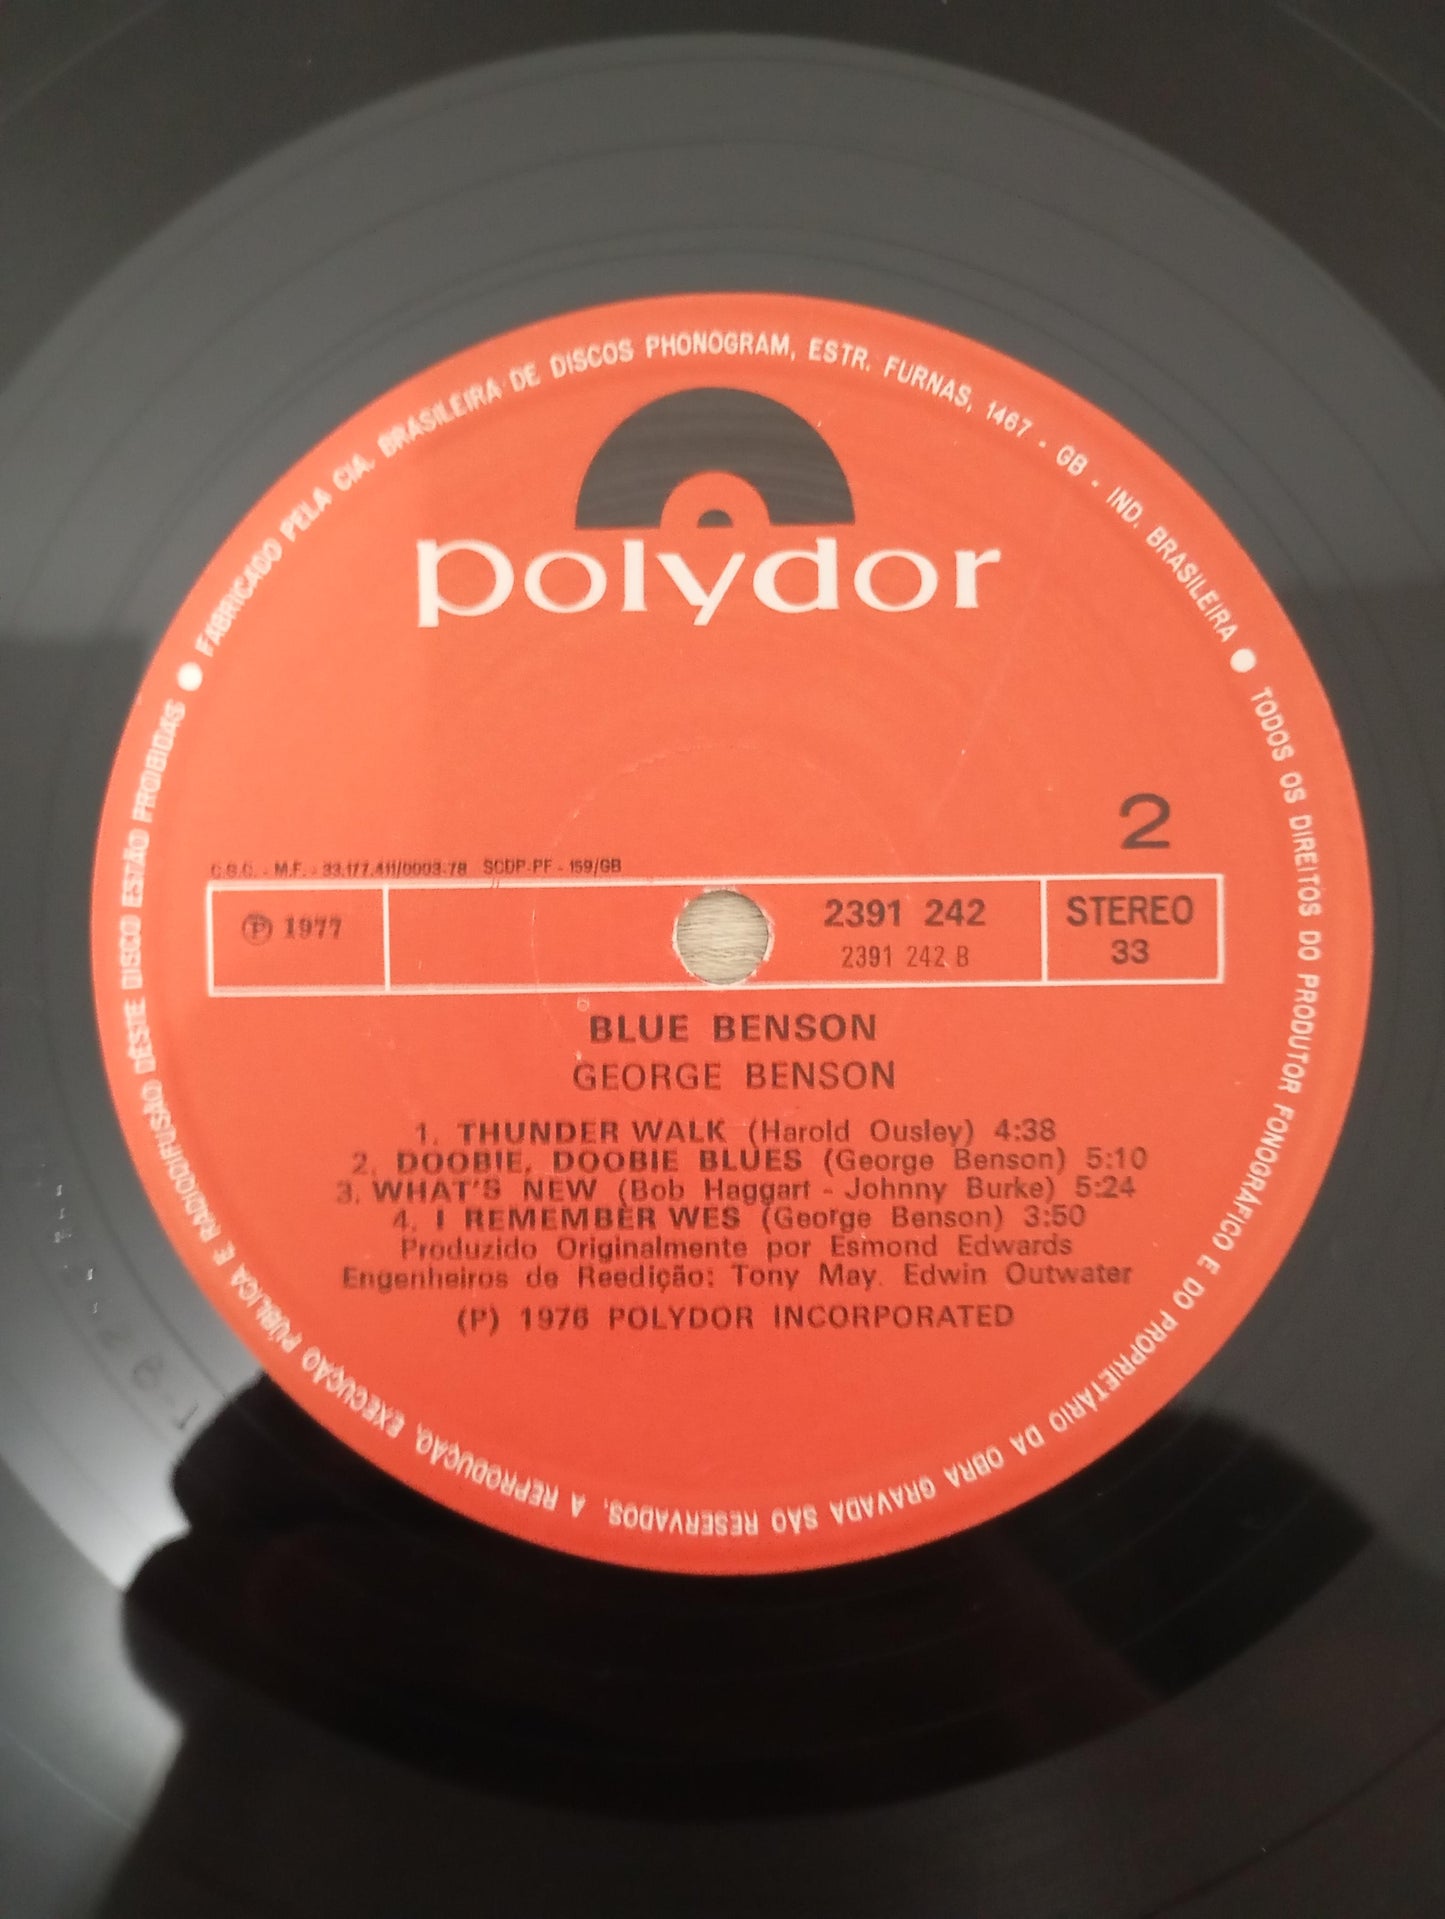 ● FABRICADO PELA CIA. BRASILEIRA DE DISCOS PHONOGRAM, ESTR. FURNAS, 1467 - GB - IND. BRASILEIRA ● TODOS OS DIREITOS DO PRODUTOR FONOGRÁFICO E DO PROPRIETÁRIO DA OBRA GRAVADA SÃO RESERVADOS. A REPRODUÇÃO, EXECUÇÃO PÚBLICA E RADIODIFUSÃO DÊSTE DISCO ESTÃO PROIBIDAS
polydor
2
C.G.C. - M.F. - 33.177.411/0003-78 SCDP-PF - 159/GB
℗ 1977
2391 242
2391 242 B
STEREO
33
BLUE BENSON
GEORGE BENSON
1. THUNDER WALK (Harold Ousley) 4:38
2. DOOBIE, DOOBIE BLUES (George Benson) 5:10
3. WHAT'S NEW (Bob Haggart - Johnny Burke) 5:24
4. I REMEMBER WES (George Benson) 3:50
Produzido Originalmente por Esmond Edwards
Engenheiros de Reedição: Tony May. Edwin Outwater
(P) 1976 POLYDOR INCORPORATED